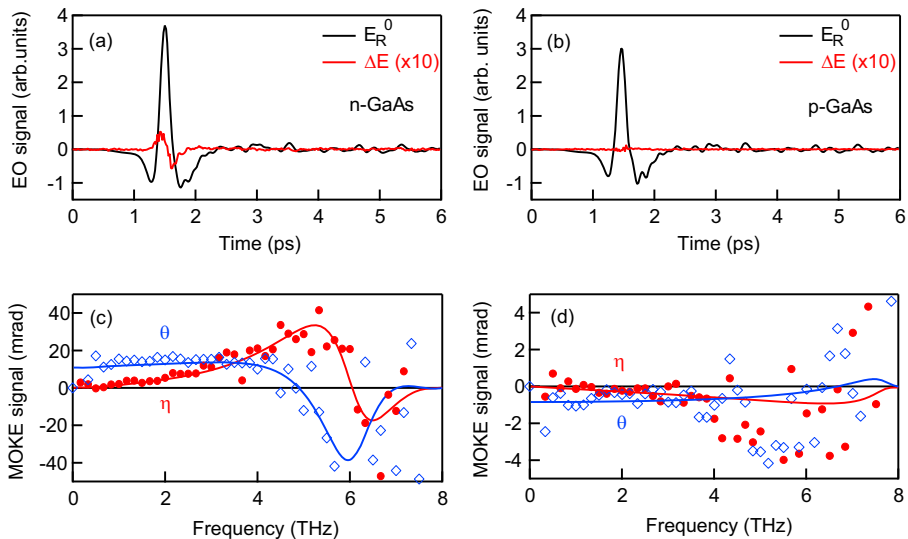 (a)
E_R^0
ΔE (x10)
n-GaAs
EO signal (arb.units)
4
3
2
1
0
-1
0 1 2 3 4 5 6
Time (ps)
(b)
E_R^0
ΔE (x10)
p-GaAs
EO signal (arb. units)
4
3
2
1
0
-1
0 1 2 3 4 5 6
Time (ps)
(c)
θ
η
MOKE signal (mrad)
40
20
0
-20
-40
0 2 4 6 8
Frequency (THz)
(d)
η
θ
MOKE signal (mrad)
4
2
0
-2
-4
0 2 4 6 8
Frequency (THz)